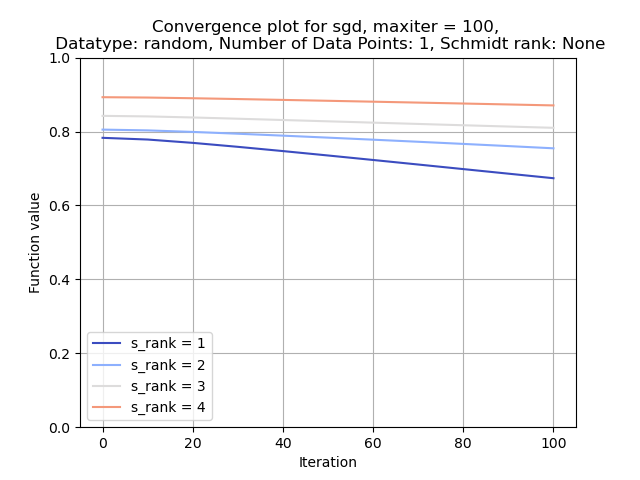 Convergence plot for sgd, maxiter = 100,
Datatype: random, Number of Data Points: 1, Schmidt rank: None
1.0
0.8
0.6
0.4
0.2
0.0
Function value
s_rank = 1
s_rank = 2
s_rank = 3
s_rank = 4
0 20 40 60 80 100
Iteration